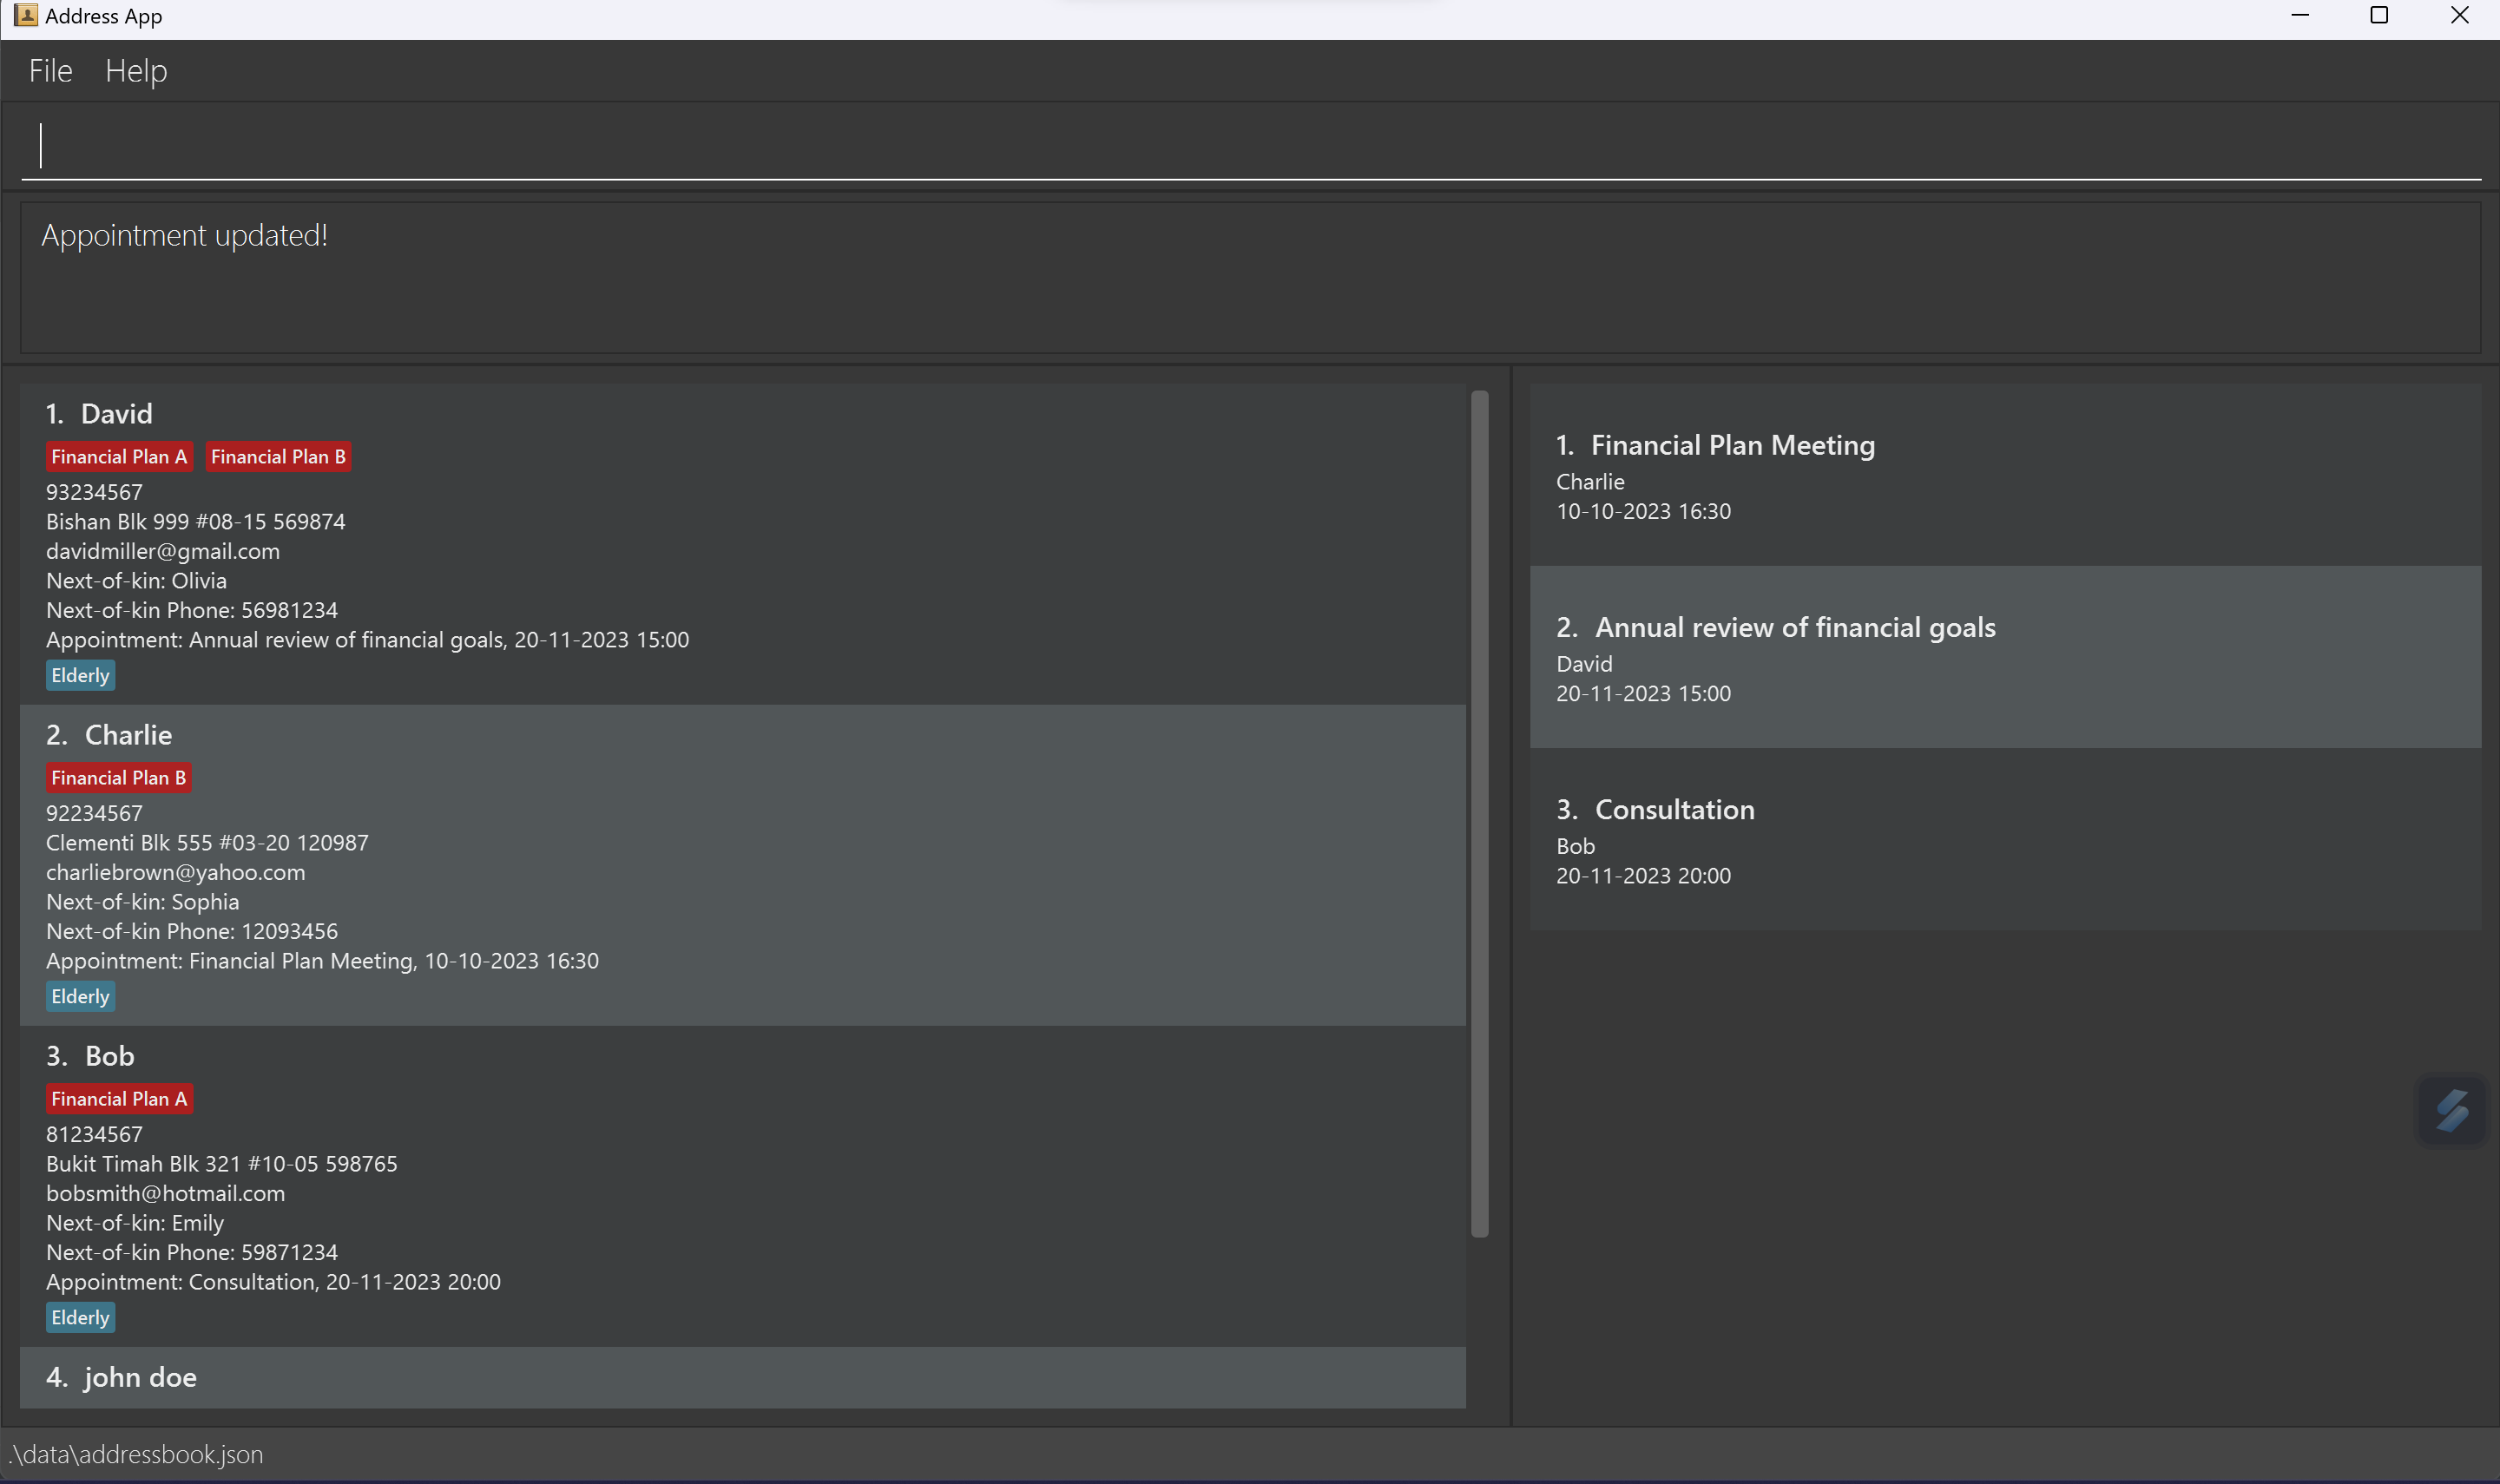 Address App
File Help
Appointment updated!
1. David
Financial Plan A Financial Plan B
93234567
Bishan Blk 999 #08-15 569874
davidmiller@gmail.com
Next-of-kin: Olivia
Next-of-kin Phone: 56981234
Appointment: Annual review of financial goals, 20-11-2023 15:00
Elderly
2. Charlie
Financial Plan B
92234567
Clementi Blk 555 #03-20 120987
charliebrown@yahoo.com
Next-of-kin: Sophia
Next-of-kin Phone: 12093456
Appointment: Financial Plan Meeting, 10-10-2023 16:30
Elderly
3. Bob
Financial Plan A
81234567
Bukit Timah Blk 321 #10-05 598765
bobsmith@hotmail.com
Next-of-kin: Emily
Next-of-kin Phone: 59871234
Appointment: Consultation, 20-11-2023 20:00
Elderly
4. john doe
1. Financial Plan Meeting
Charlie
10-10-2023 16:30
2. Annual review of financial goals
David
20-11-2023 15:00
3. Consultation
Bob
20-11-2023 20:00
.\data\addressbook.json